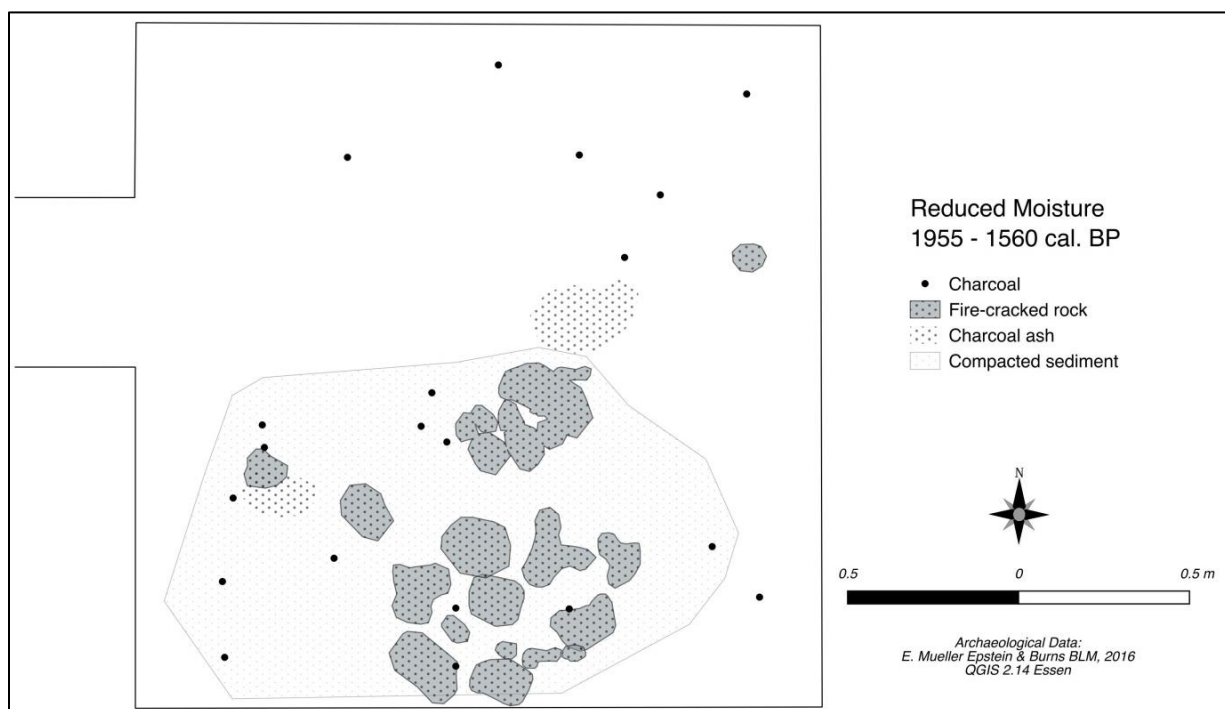 Reduced Moisture
1955 - 1560 cal. BP
Charcoal
Fire-cracked rock
Charcoal ash
Compacted sediment
N
0.5 0 0.5 m
Archaeological Data:
E. Mueller Epstein & Burns BLM, 2016
QGIS 2.14 Essen